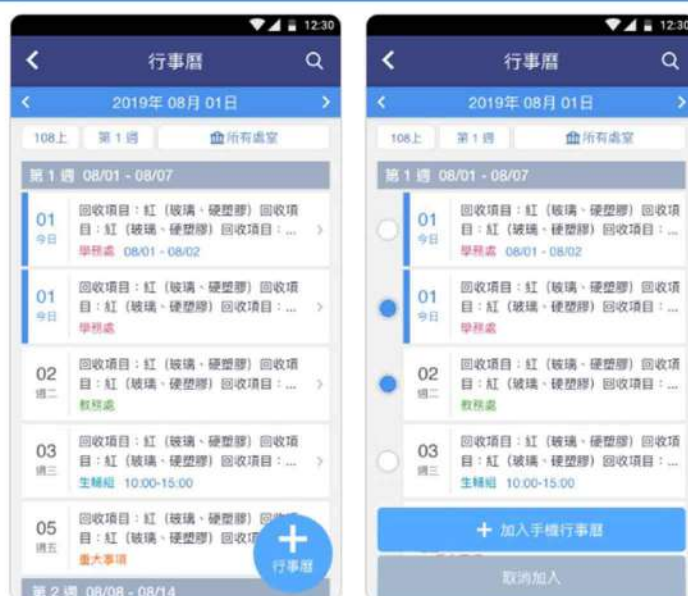 12:30
行事曆
2019年 08月 01日
108上 第 1 週 所有處室
第 1 週 08/01 - 08/07
01
今日
回收項目：紅（玻璃、硬塑膠）回收項
目：紅（玻璃、硬塑膠）回收項目：...
學務處 08/01 - 08/02
01
今日
回收項目：紅（玻璃、硬塑膠）回收項
目：紅（玻璃、硬塑膠）回收項目：...
學務處
02
週二
回收項目：紅（玻璃、硬塑膠）回收項
目：紅（玻璃、硬塑膠）回收項目：...
教務處
03
週三
回收項目：紅（玻璃、硬塑膠）回收項
目：紅（玻璃、硬塑膠）回收項目：...
生輔組 10:00-15:00
05
週五
回收項目：紅（玻璃、硬塑膠）回
目：紅（玻璃、硬塑膠）回收項
重大事項
行事曆
第 2 週 08/08 - 08/14
12:30
行事曆
2019年 08月 01日
108上 第 1 週 所有處室
第 1 週 08/01 - 08/07
01
今日
回收項目：紅（玻璃、硬塑膠）回收項
目：紅（玻璃、硬塑膠）回收項目：...
學務處 08/01 - 08/02
01
今日
回收項目：紅（玻璃、硬塑膠）回收項
目：紅（玻璃、硬塑膠）回收項目：...
學務處
02
週二
回收項目：紅（玻璃、硬塑膠）回收項
目：紅（玻璃、硬塑膠）回收項目：...
教務處
03
週三
回收項目：紅（玻璃、硬塑膠）回收項
目：紅（玻璃、硬塑膠）回收項目：...
生輔組 10:00-15:00
加入手機行事曆
取消加入